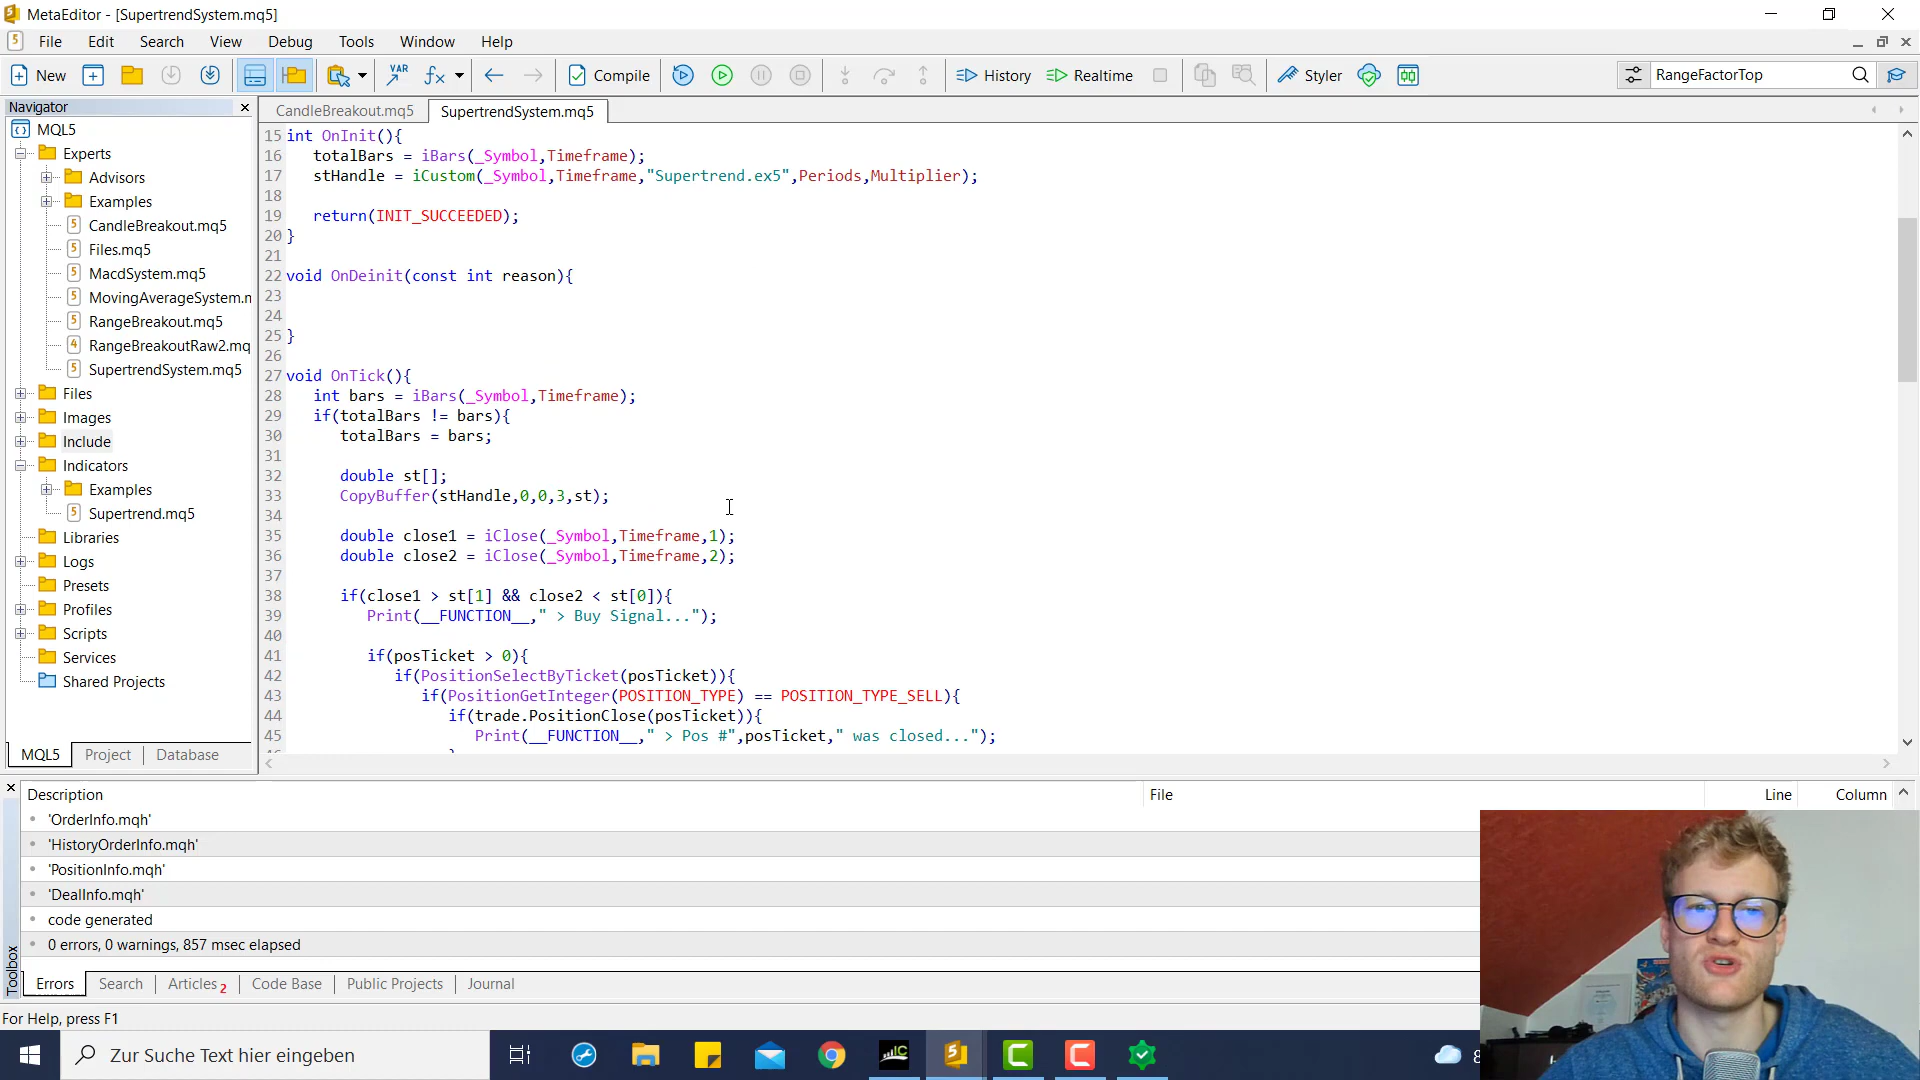 MetaEditor - [SupertrendSystem.mq5]
File Edit Search View Debug Tools Window Help
New VAR Compile History Realtime Styler RangeFactorTop
Navigator
CandleBreakout.mq5 SupertrendSystem.mq5
MQL5
Experts
Advisors
Examples
CandleBreakout.mq5
Files.mq5
MacdSystem.mq5
MovingAverageSystem.m
RangeBreakout.mq5
RangeBreakoutRaw2.mq
SupertrendSystem.mq5
Files
Images
Include
Indicators
Examples
Supertrend.mq5
Libraries
Logs
Presets
Profiles
Scripts
Services
Shared Projects
MQL5 Project Database
15 int OnInit(){
16 totalBars = iBars(_Symbol,Timeframe);
17 stHandle = iCustom(_Symbol,Timeframe,"Supertrend.ex5",Periods,Multiplier);
18
19 return(INIT_SUCCEEDED);
20 }
21
22 void OnDeinit(const int reason){
23
24
25 }
26
27 void OnTick(){
28 int bars = iBars(_Symbol,Timeframe);
29 if(totalBars != bars){
30 totalBars = bars;
31
32 double st[];
33 CopyBuffer(stHandle,0,0,3,st);
34
35 double close1 = iClose(_Symbol,Timeframe,1);
36 double close2 = iClose(_Symbol,Timeframe,2);
37
38 if(close1 > st[1] && close2 < st[0]){
39 Print(__FUNCTION__," > Buy Signal...");
40
41 if(posTicket > 0){
42 if(PositionSelectByTicket(posTicket)){
43 if(PositionGetInteger(POSITION_TYPE) == POSITION_TYPE_SELL){
44 if(trade.PositionClose(posTicket)){
45 Print(__FUNCTION__," > Pos #",posTicket," was closed...");
Description File Line Column
'OrderInfo.mqh'
'HistoryOrderInfo.mqh'
'PositionInfo.mqh'
'DealInfo.mqh'
code generated
0 errors, 0 warnings, 857 msec elapsed
Toolbox
Errors Search Articles 2 Code Base Public Projects Journal
For Help, press F1
Zur Suche Text hier eingeben
IC
8